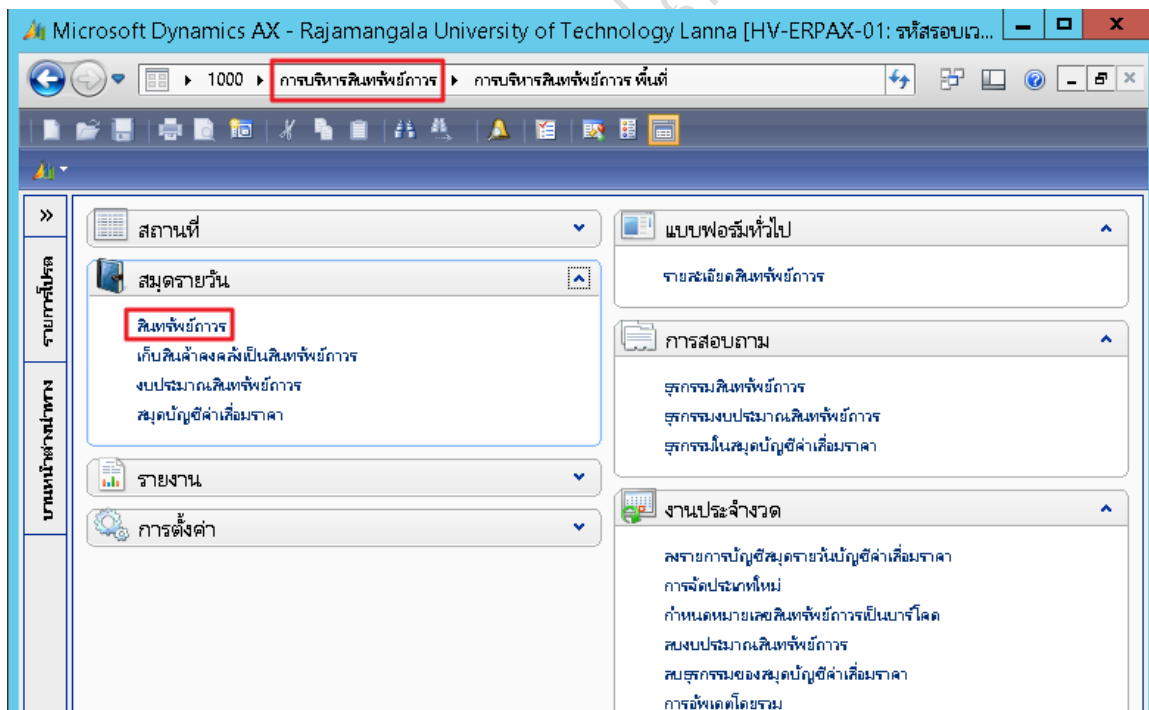 Microsoft Dynamics AX - Rajamangala University of Technology Lanna [HV-ERPAX-01: รหัสรอบเว...
1000 การบริหารสินทรัพย์ถาวร การบริหารสินทรัพย์ถาวร พื้นที่
รายการโปรด
บานหน้าต่างนำทาง
สถานที่
สมุดรายวัน
สินทรัพย์ถาวร
เก็บสินค้าคงคลังเป็นสินทรัพย์ถาวร
งบประมาณสินทรัพย์ถาวร
สมุดบัญชีค่าเสื่อมราคา
รายงาน
การตั้งค่า
แบบฟอร์มทั่วไป
รายละเอียดสินทรัพย์ถาวร
การสอบถาม
ธุรกรรมสินทรัพย์ถาวร
ธุรกรรมงบประมาณสินทรัพย์ถาวร
ธุรกรรมในสมุดบัญชีค่าเสื่อมราคา
งานประจำงวด
ลงรายการบัญชีสมุดรายวันบัญชีค่าเสื่อมราคา
การจัดประเภทใหม่
กำหนดหมายเลขสินทรัพย์ถาวรเป็นบาร์โคด
ลบงบประมาณสินทรัพย์ถาวร
ลบธุรกรรมของสมุดบัญชีค่าเสื่อมราคา
การอัพเดตโดยรวม